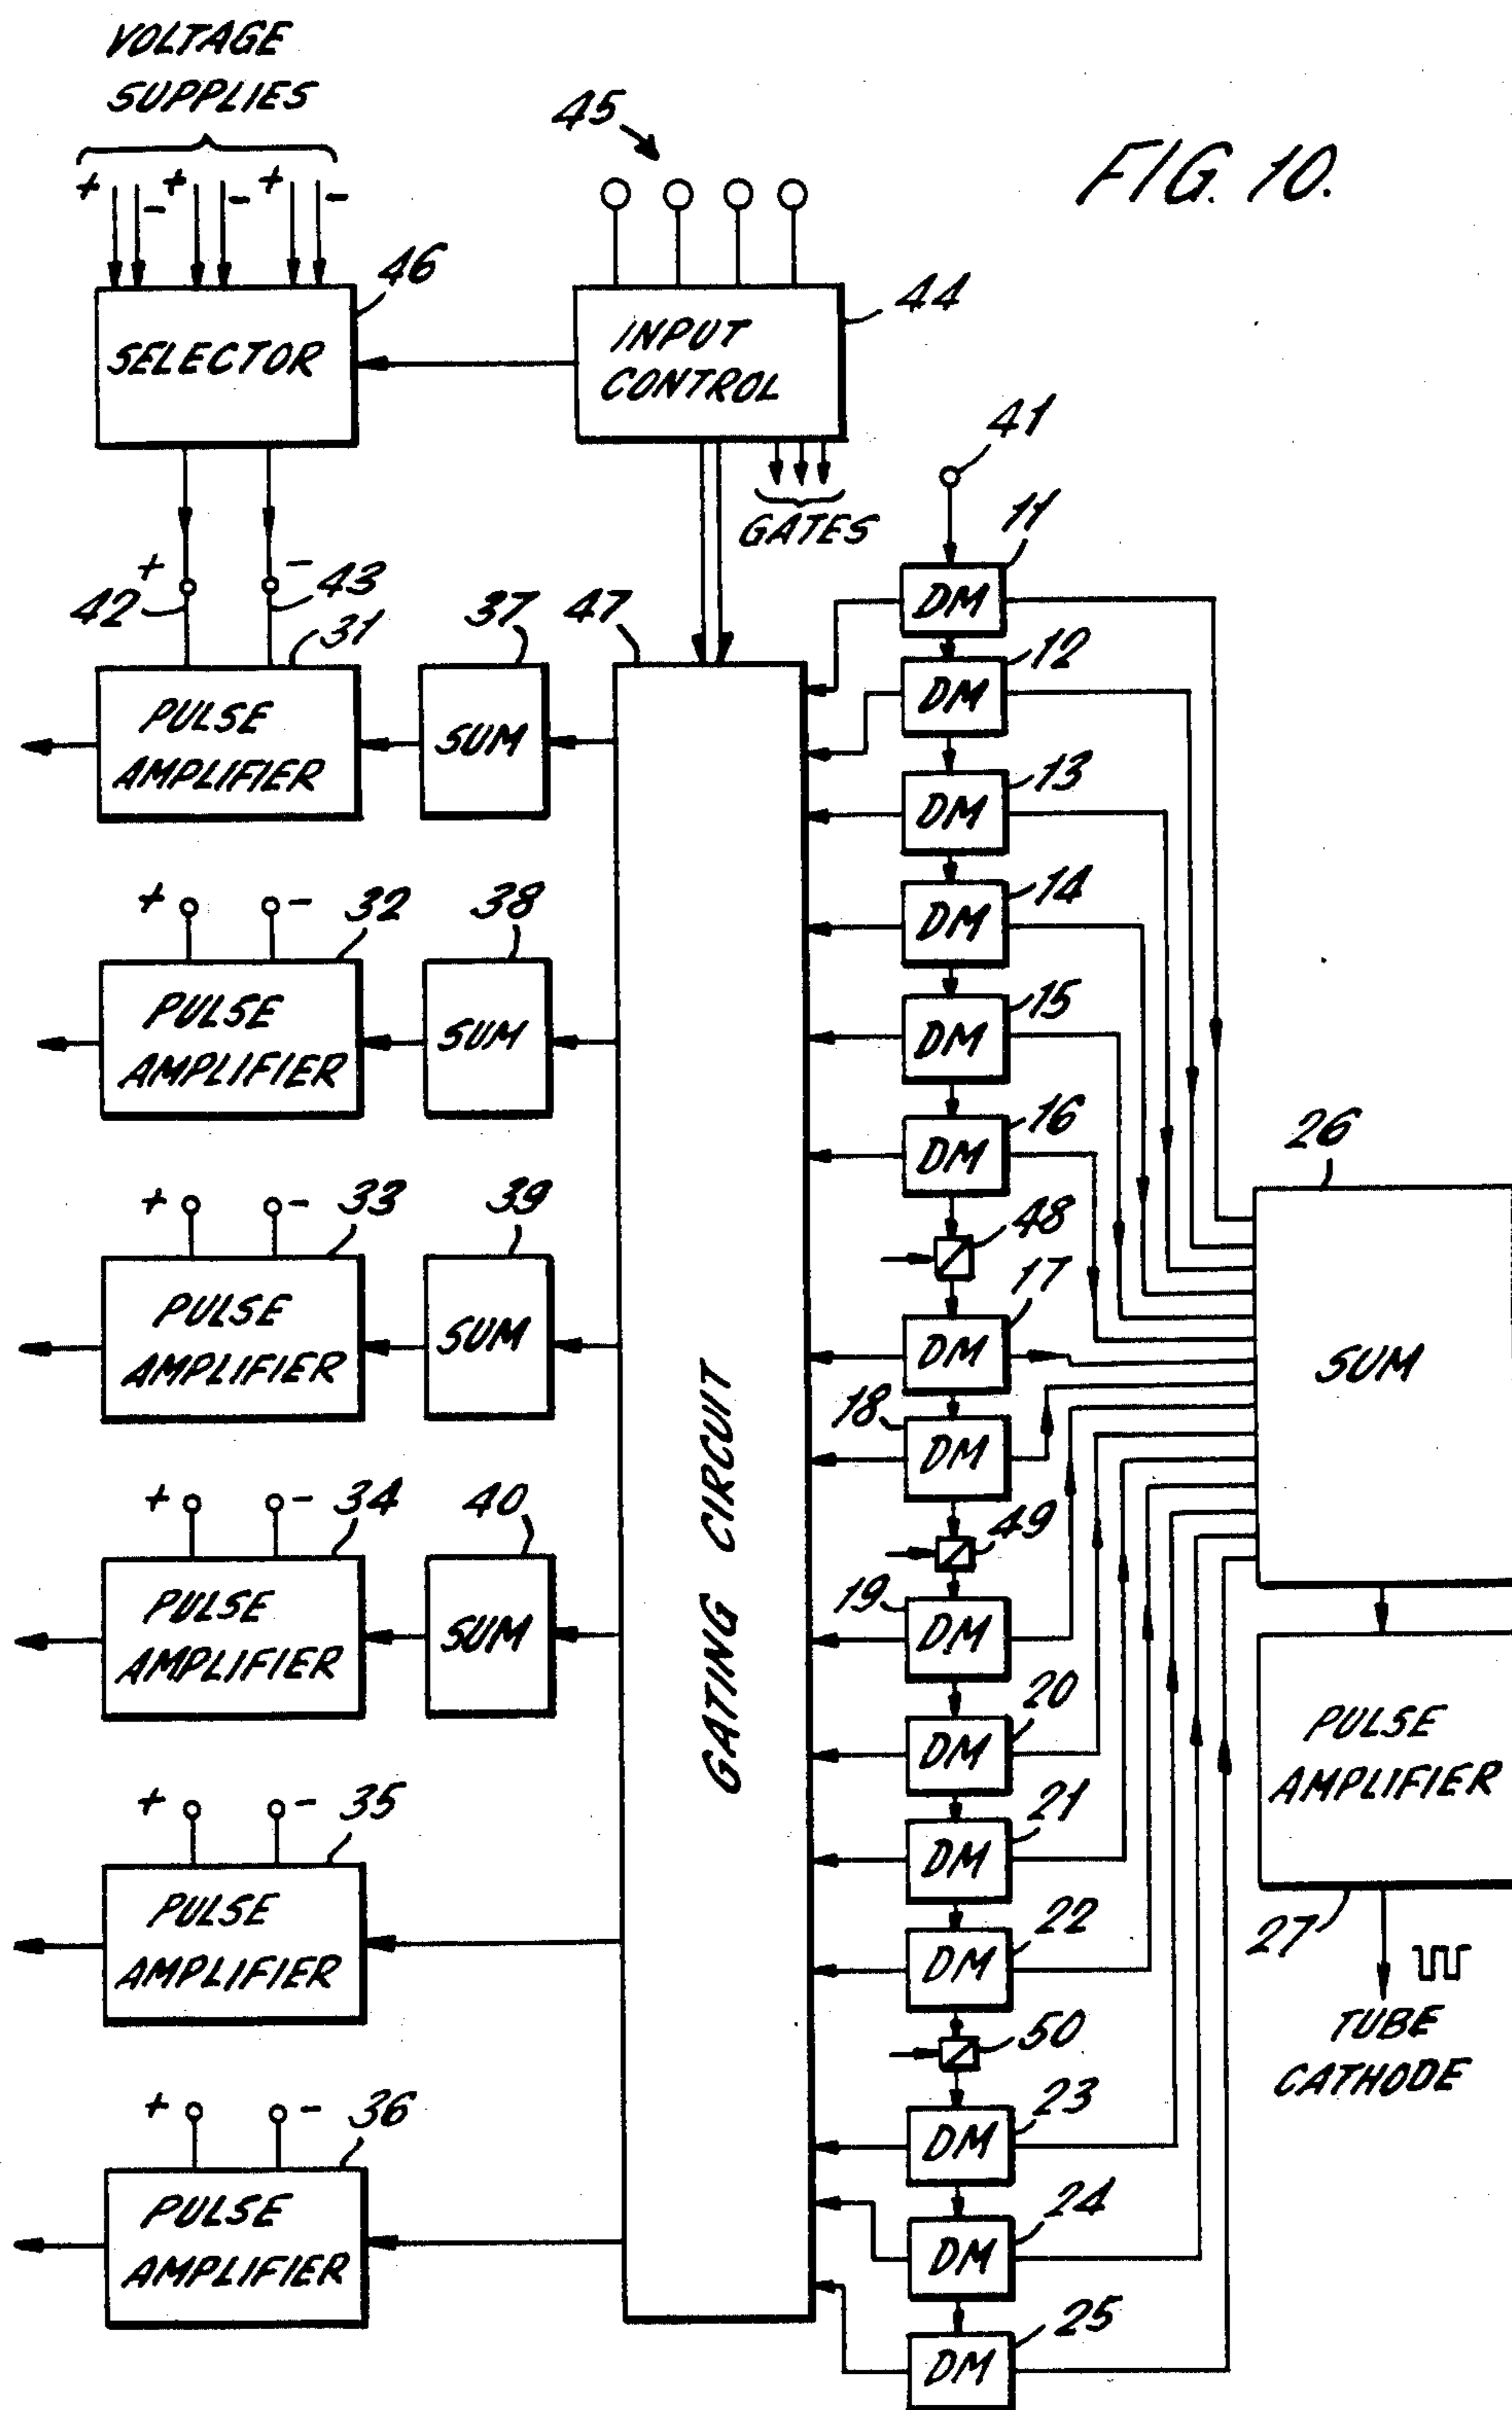 VOLTAGE
SUPPLIES
+ - + - + -
45
FIG. 10.
46
44
SELECTOR
INPUT
CONTROL
41
GATES
11
DM
+ -
42
43
31
37
47
12
DM
PULSE
AMPLIFIER
SUM
13
DM
14
DM
+ -
32
38
15
DM
PULSE
AMPLIFIER
SUM
16
DM
26
+ -
33
39
48
17
DM
PULSE
AMPLIFIER
SUM
SUM
GATING CIRCUIT
18
DM
+ -
34
40
49
19
DM
PULSE
AMPLIFIER
SUM
20
DM
PULSE
AMPLIFIER
+ -
35
21
DM
PULSE
AMPLIFIER
22
DM
27
50
TUBE
CATHODE
+ -
36
23
DM
PULSE
AMPLIFIER
24
DM
25
DM